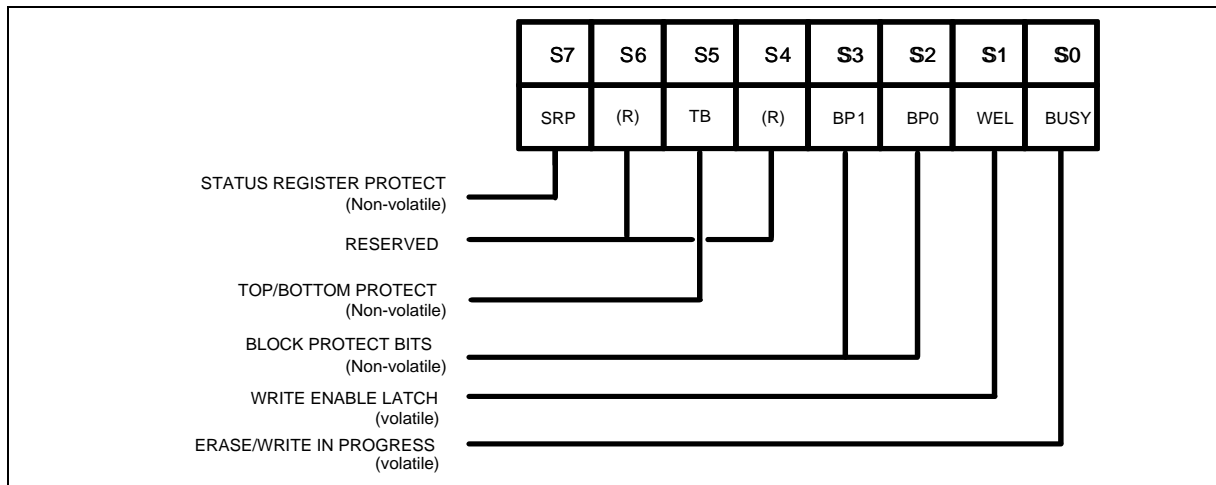 S7 S6 S5 S4 S3 S2 S1 S0
SRP (R) TB (R) BP1 BP0 WEL BUSY
STATUS REGISTER PROTECT
(Non-volatile)
RESERVED
TOP/BOTTOM PROTECT
(Non-volatile)
BLOCK PROTECT BITS
(Non-volatile)
WRITE ENABLE LATCH
(volatile)
ERASE/WRITE IN PROGRESS
(volatile)